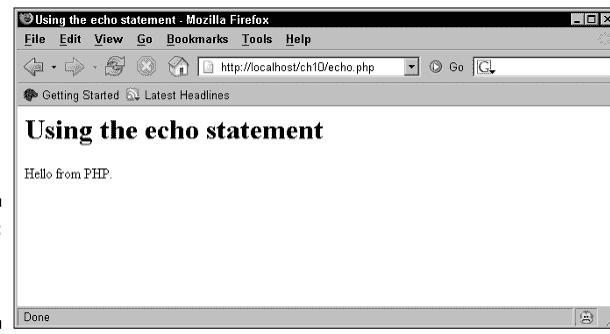 Using the echo statement - Mozilla Firefox
File Edit View Go Bookmarks Tools Help
http://localhost/ch10/echo.php Go G
Getting Started Latest Headlines
Using the echo statement
Hello from PHP.
Done